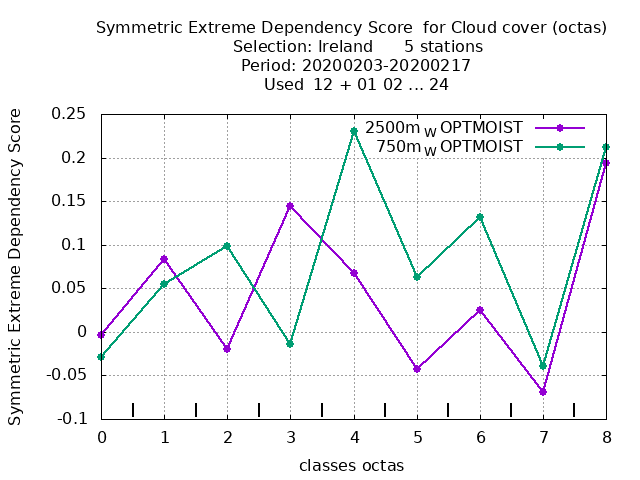 Symmetric Extreme Dependency Score for Cloud cover (octas)
Selection: Ireland 5 stations
Period: 20200203-20200217
Used 12 + 01 02 ... 24
Symmetric Extreme Dependency Score
0.25
0.2
0.15
0.1
0.05
0
-0.05
-0.1
2500m W OPTMOIST
750m W OPTMOIST
0 1 2 3 4 5 6 7 8
classes octas